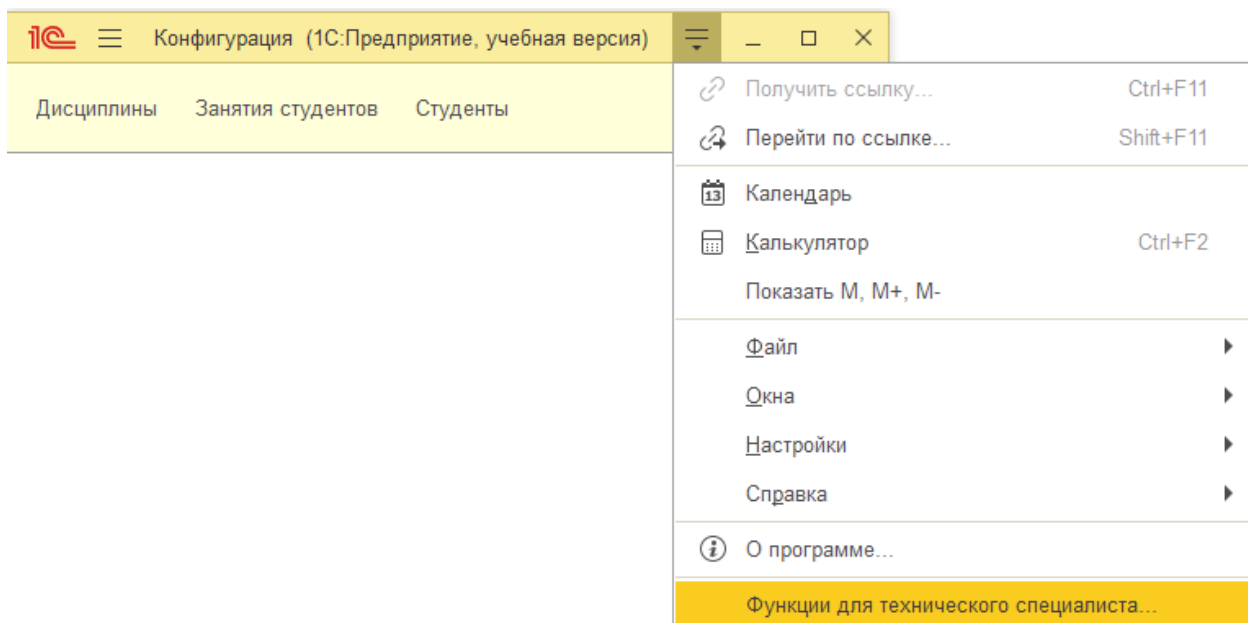 1С Конфигурация (1С:Предприятие, учебная версия)
Дисциплины Занятия студентов Студенты
Получить ссылку... Ctrl+F11
Перейти по ссылке... Shift+F11
13 Календарь
Калькулятор Ctrl+F2
Показать M, M+, M-
Файл
Окна
Настройки
Справка
О программе...
Функции для технического специалиста...